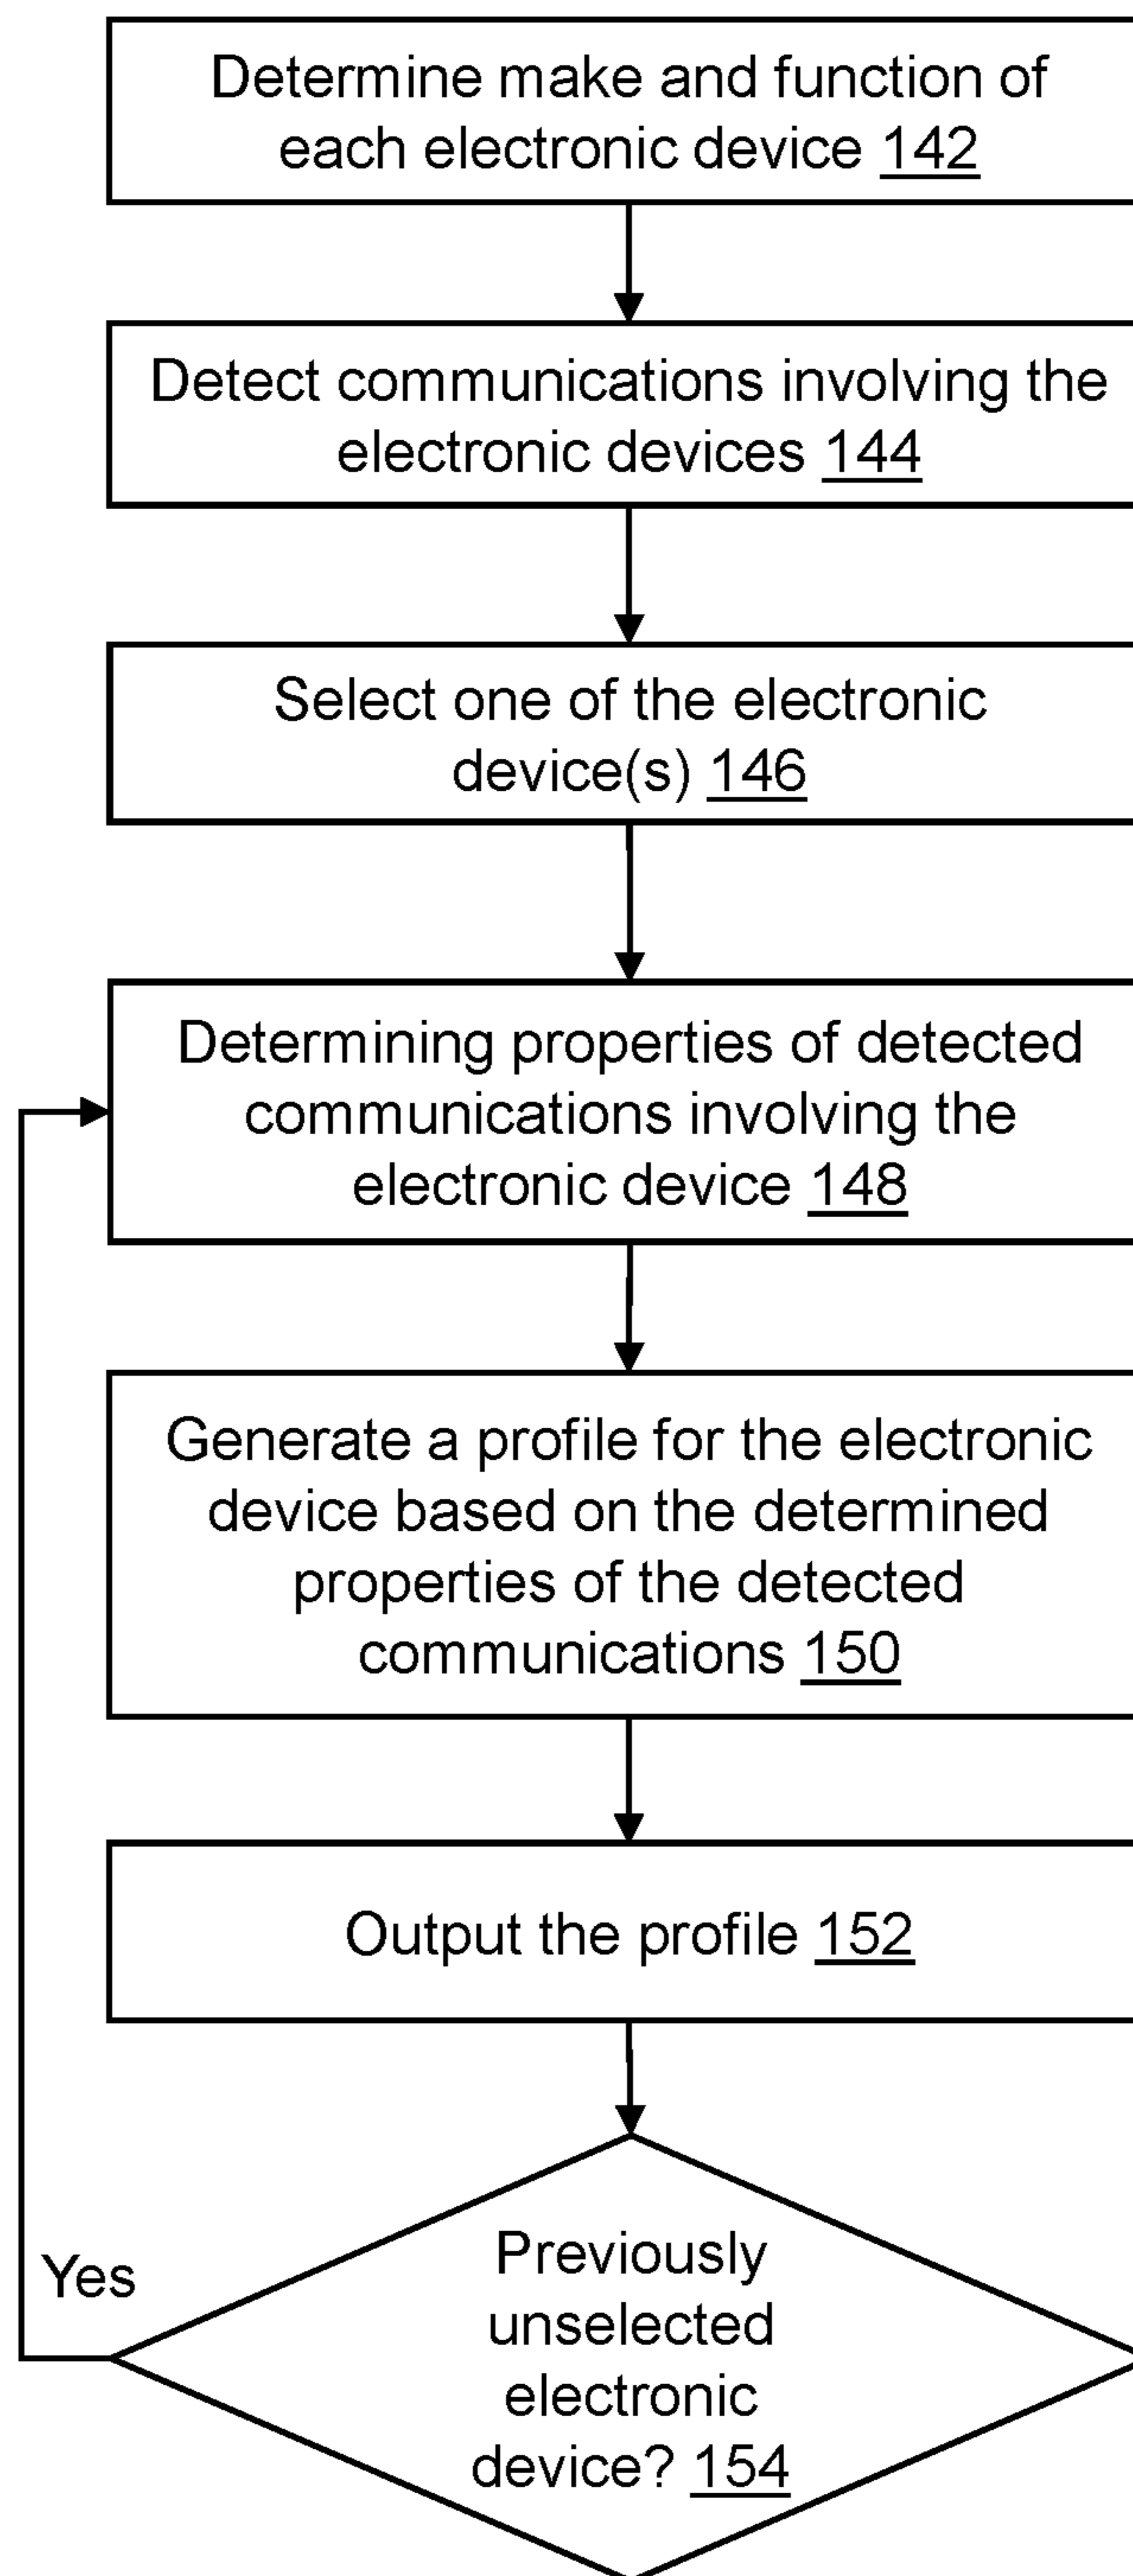 Determine make and function of
each electronic device 142
Detect communications involving the
electronic devices 144
Select one of the electronic
device(s) 146
Determining properties of detected
communications involving the
electronic device 148
Generate a profile for the electronic
device based on the determined
properties of the detected
communications 150
Output the profile 152
Previously
unselected
electronic
device? 154
Yes